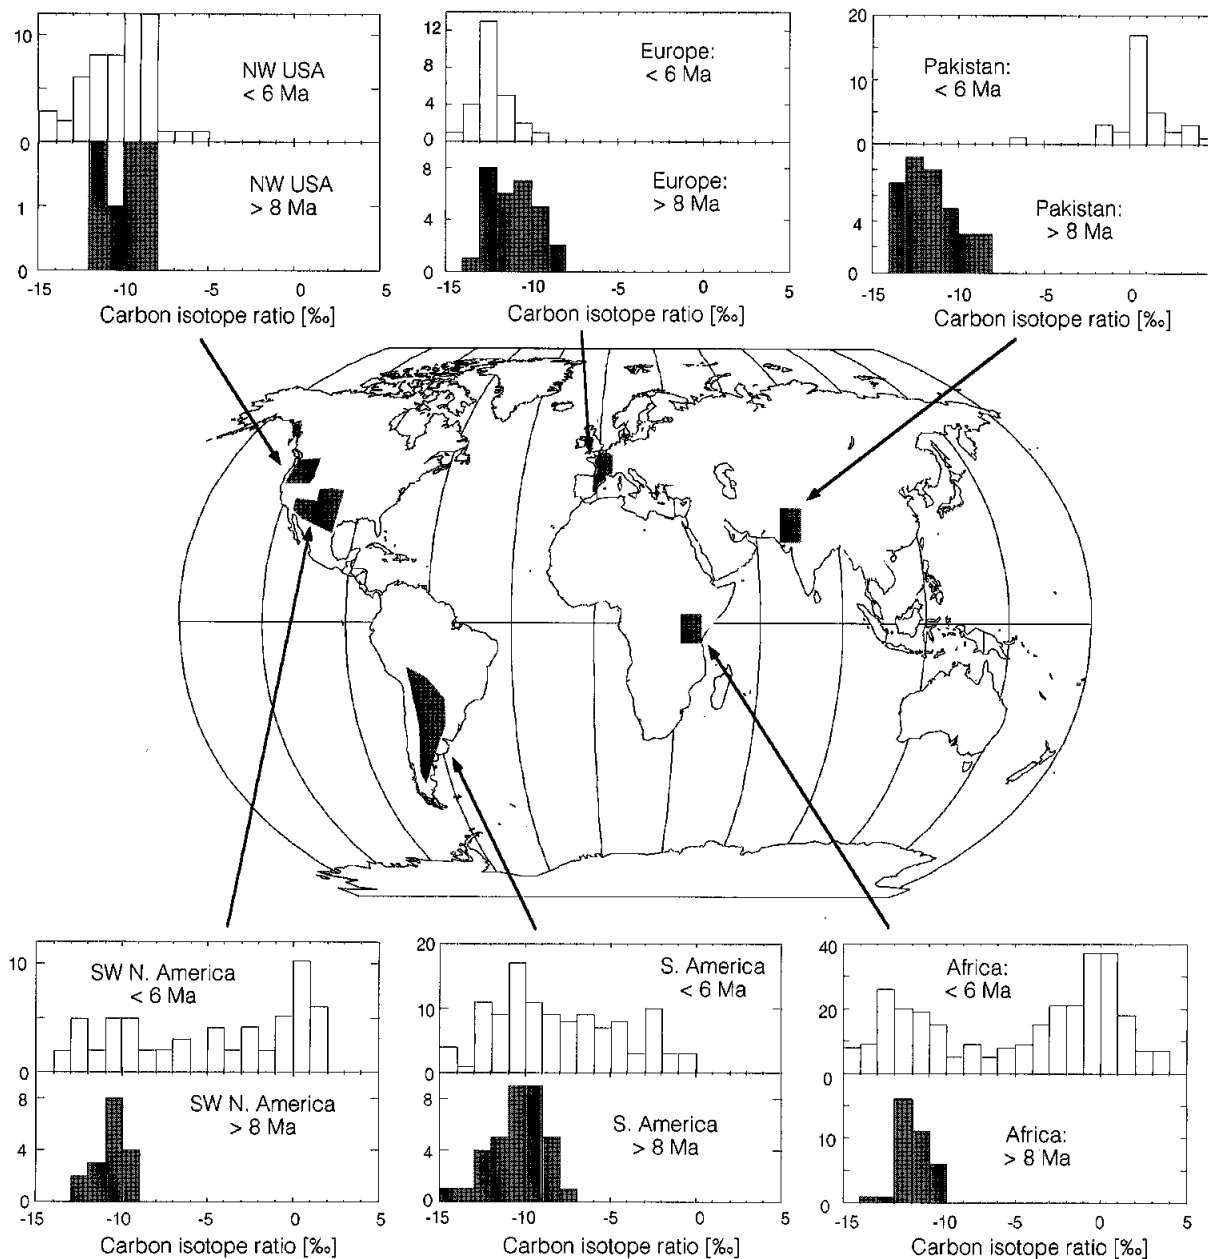 10
5
0
NW USA
< 6 Ma
1
0
NW USA
> 8 Ma
-15 -10 -5 0 5
Carbon isotope ratio [‰]
12
8
4
0
Europe:
< 6 Ma
8
4
0
Europe:
> 8 Ma
-15 -10 -5 0 5
Carbon isotope ratio [‰]
20
10
0
Pakistan:
< 6 Ma
8
4
0
Pakistan:
> 8 Ma
-15 -10 -5 0
Carbon isotope ratio [‰]
10
5
0
SW N. America
< 6 Ma
8
4
0
SW N. America
> 8 Ma
-15 -10 -5 0 5
Carbon isotope ratio [‰]
20
10
0
S. America
< 6 Ma
8
4
0
S. America
> 8 Ma
-15 -10 -5 0 5
Carbon isotope ratio [‰]
40
20
0
Africa:
< 6 Ma
20
10
0
Africa:
> 8 Ma
-15 -10 -5 0 5
Carbon isotope ratio [‰]